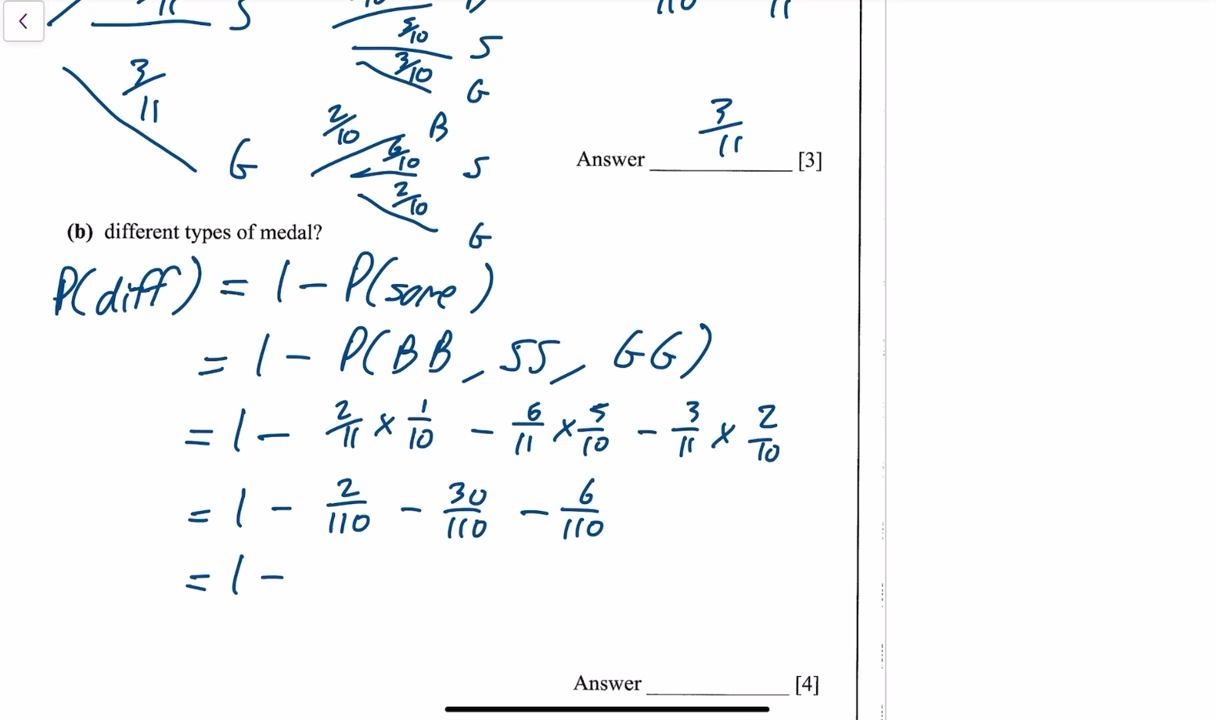 11 S
5/10 S
3/11
3/10 G
2/10 B
6/10 S
G
2/10 G
3/11
Answer [3]
(b) different types of medal?
P(diff) = 1 - P(same)
= 1 - P(BB, SS, GG)
= 1 - 2/11 × 1/10 - 6/11 × 5/10 - 3/11 × 2/10
= 1 - 2/110 - 30/110 - 6/110
= 1 -
Answer [4]